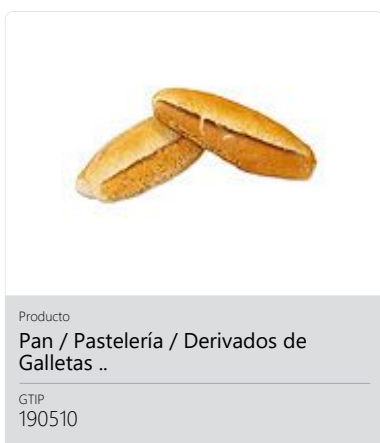 Producto
Pan / Pastelería / Derivados de
Galletas ..
GTIP
190510